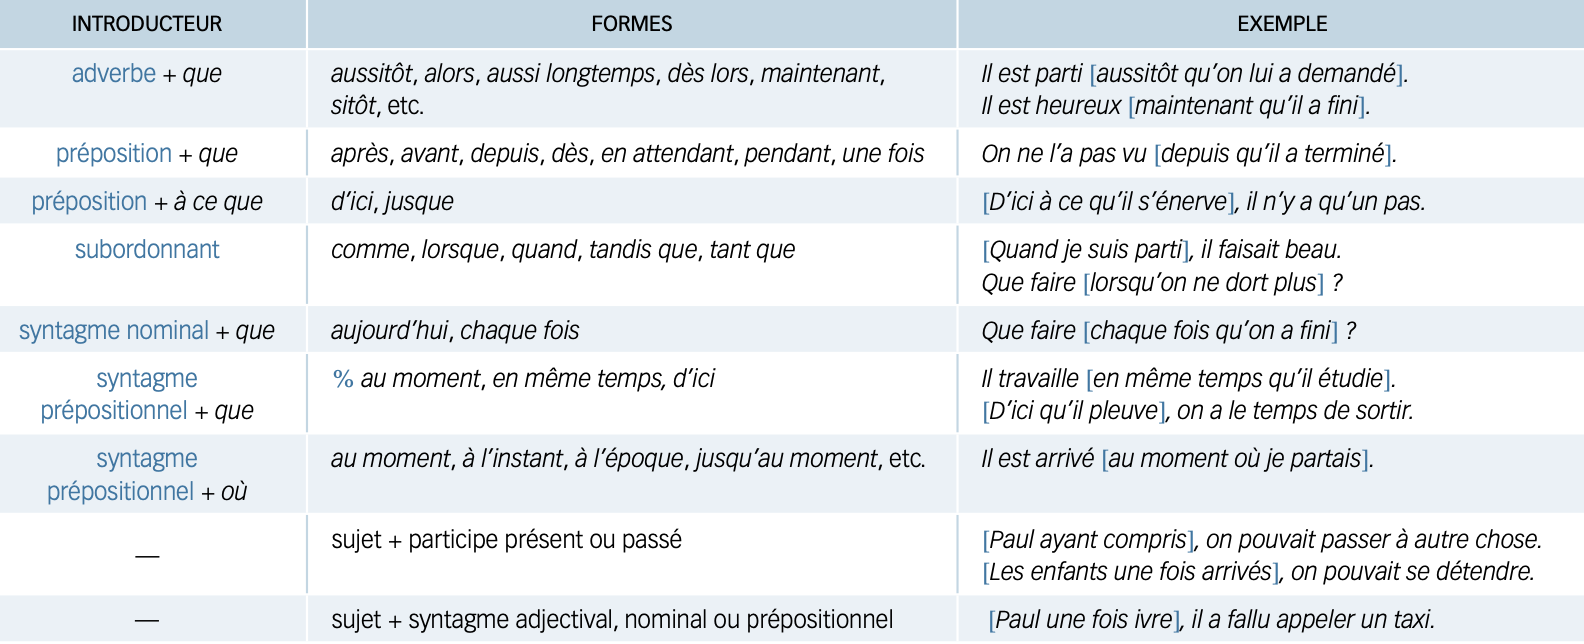 INTRODUCTEUR FORMES EXEMPLE
adverbe + que aussitôt, alors, aussi longtemps, dès lors, maintenant, Il est parti [aussitôt qu’on lui a demandé].
sitôt, etc. Il est heureux [maintenant qu’il a fini].
préposition + que après, avant, depuis, dès, en attendant, pendant, une fois On ne l’a pas vu [depuis qu’il a terminé].
préposition + à ce que d’ici, jusque [D’ici à ce qu’il s’énerve], il n’y a qu’un pas.
subordonnant comme, lorsque, quand, tandis que, tant que [Quand je suis parti], il faisait beau.
Que faire [lorsqu’on ne dort plus] ?
syntagme nominal + que aujourd’hui, chaque fois Que faire [chaque fois qu’on a fini] ?
syntagme % au moment, en même temps, d’ici Il travaille [en même temps qu’il étudie].
prépositionnel + que [D’ici qu’il pleuve], on a le temps de sortir.
syntagme au moment, à l’instant, à l’époque, jusqu’au moment, etc. Il est arrivé [au moment où je partais].
prépositionnel + où
— sujet + participe présent ou passé [Paul ayant compris], on pouvait passer à autre chose.
[Les enfants une fois arrivés], on pouvait se détendre.
— sujet + syntagme adjectival, nominal ou prépositionnel [Paul une fois ivre], il a fallu appeler un taxi.